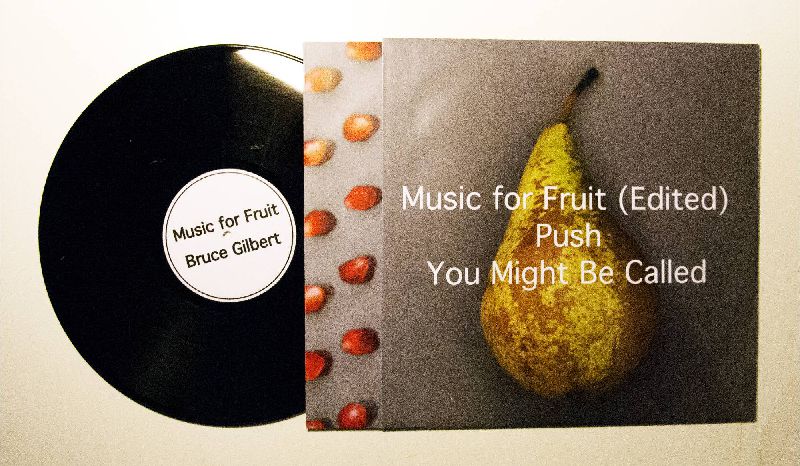 Music for Fruit
Bruce Gilbert
Music for Fruit (Edited)
Push
You Might Be Called